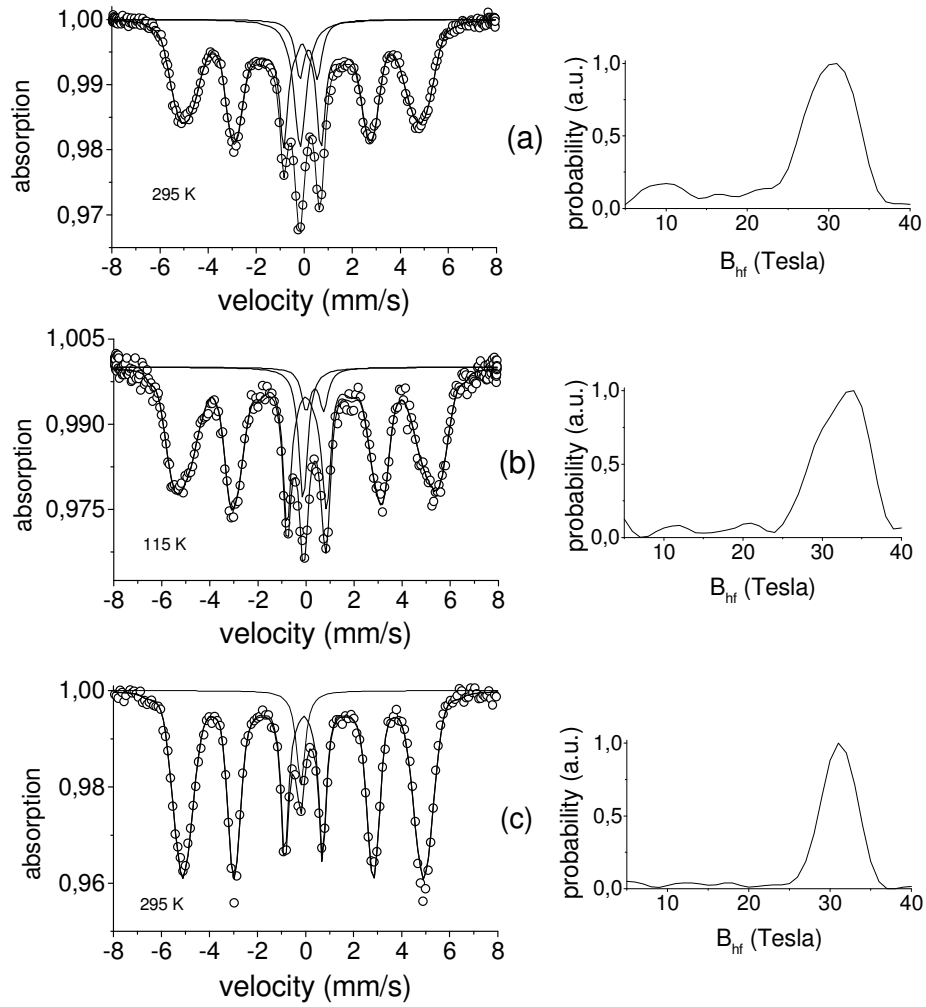 1,00
0,99
0,98
0,97
absorption
295 K
-8 -6 -4 -2 0 2 4 6 8
velocity (mm/s)
(a)
1,0
0,5
0,0
probability (a.u.)
10 20 30 40
Bhf (Tesla)
1,005
0,990
0,975
absorption
115 K
-8 -6 -4 -2 0 2 4 6 8
velocity (mm/s)
(b)
1,0
0,5
0,0
probability (a.u.)
10 20 30 40
Bhf (Tesla)
1,00
0,98
0,96
absorption
295 K
-8 -6 -4 -2 0 2 4 6 8
velocity (mm/s)
(c)
1,0
0,5
0,0
probability (a.u.)
10 20 30 40
Bhf (Tesla)